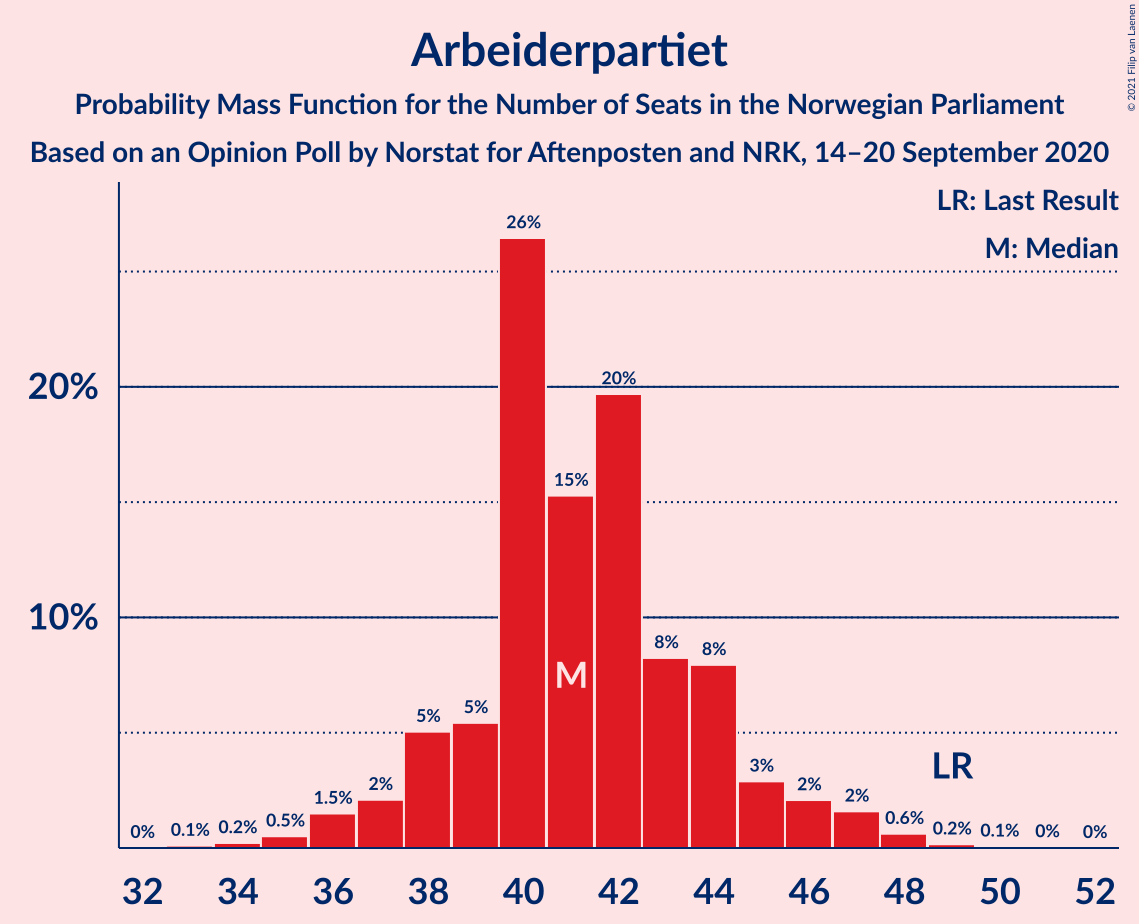 Arbeiderpartiet
Probability Mass Function for the Number of Seats in the Norwegian Parliament
Based on an Opinion Poll by Norstat for Aftenposten and NRK, 14–20 September 2020
© 2021 Filip van Laenen
LR: Last Result
M: Median
26%
20%
20%
15%
10%
M
8%
8%
5%
5%
LR
3%
2%
2%
2%
1.5%
0.6%
0.5%
0%
0.1%
0.2%
0.2%
0.1%
0%
0%
32 34 36 38 40 42 44 46 48 50 52